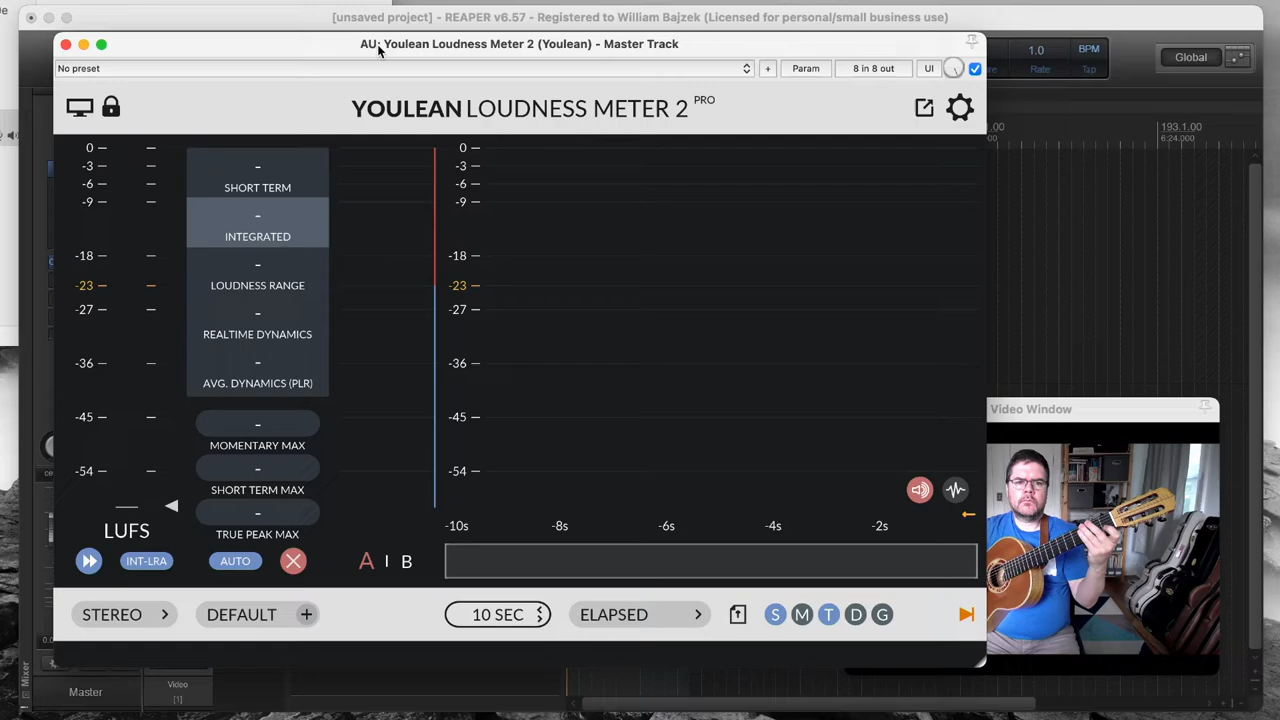 [unsaved project] - REAPER v6.57 - Registered to William Bajzek (Licensed for personal/small business use)
AU: Youlean Loudness Meter 2 (Youlean) - Master Track
No preset
+
Param
8 in 8 out
UI
1.0
BPM
Rate
Tap
Global
YOULEAN LOUDNESS METER 2 PRO
193.1.00
6:24.000
0
-3
-6
-9
-18
-23
-27
-36
-45
-54
LUFS
-
SHORT TERM
-
INTEGRATED
-
LOUDNESS RANGE
-
REALTIME DYNAMICS
-
AVG. DYNAMICS (PLR)
-
MOMENTARY MAX
-
SHORT TERM MAX
-
TRUE PEAK MAX
0
-3
-6
-9
-18
-23
-27
-36
-45
-54
-10s
-8s
-6s
-4s
-2s
INT-LRA
AUTO
A I B
STEREO
DEFAULT +
10 SEC
ELAPSED
S M T D G
Video Window
Mixer
Master
Video
[1]